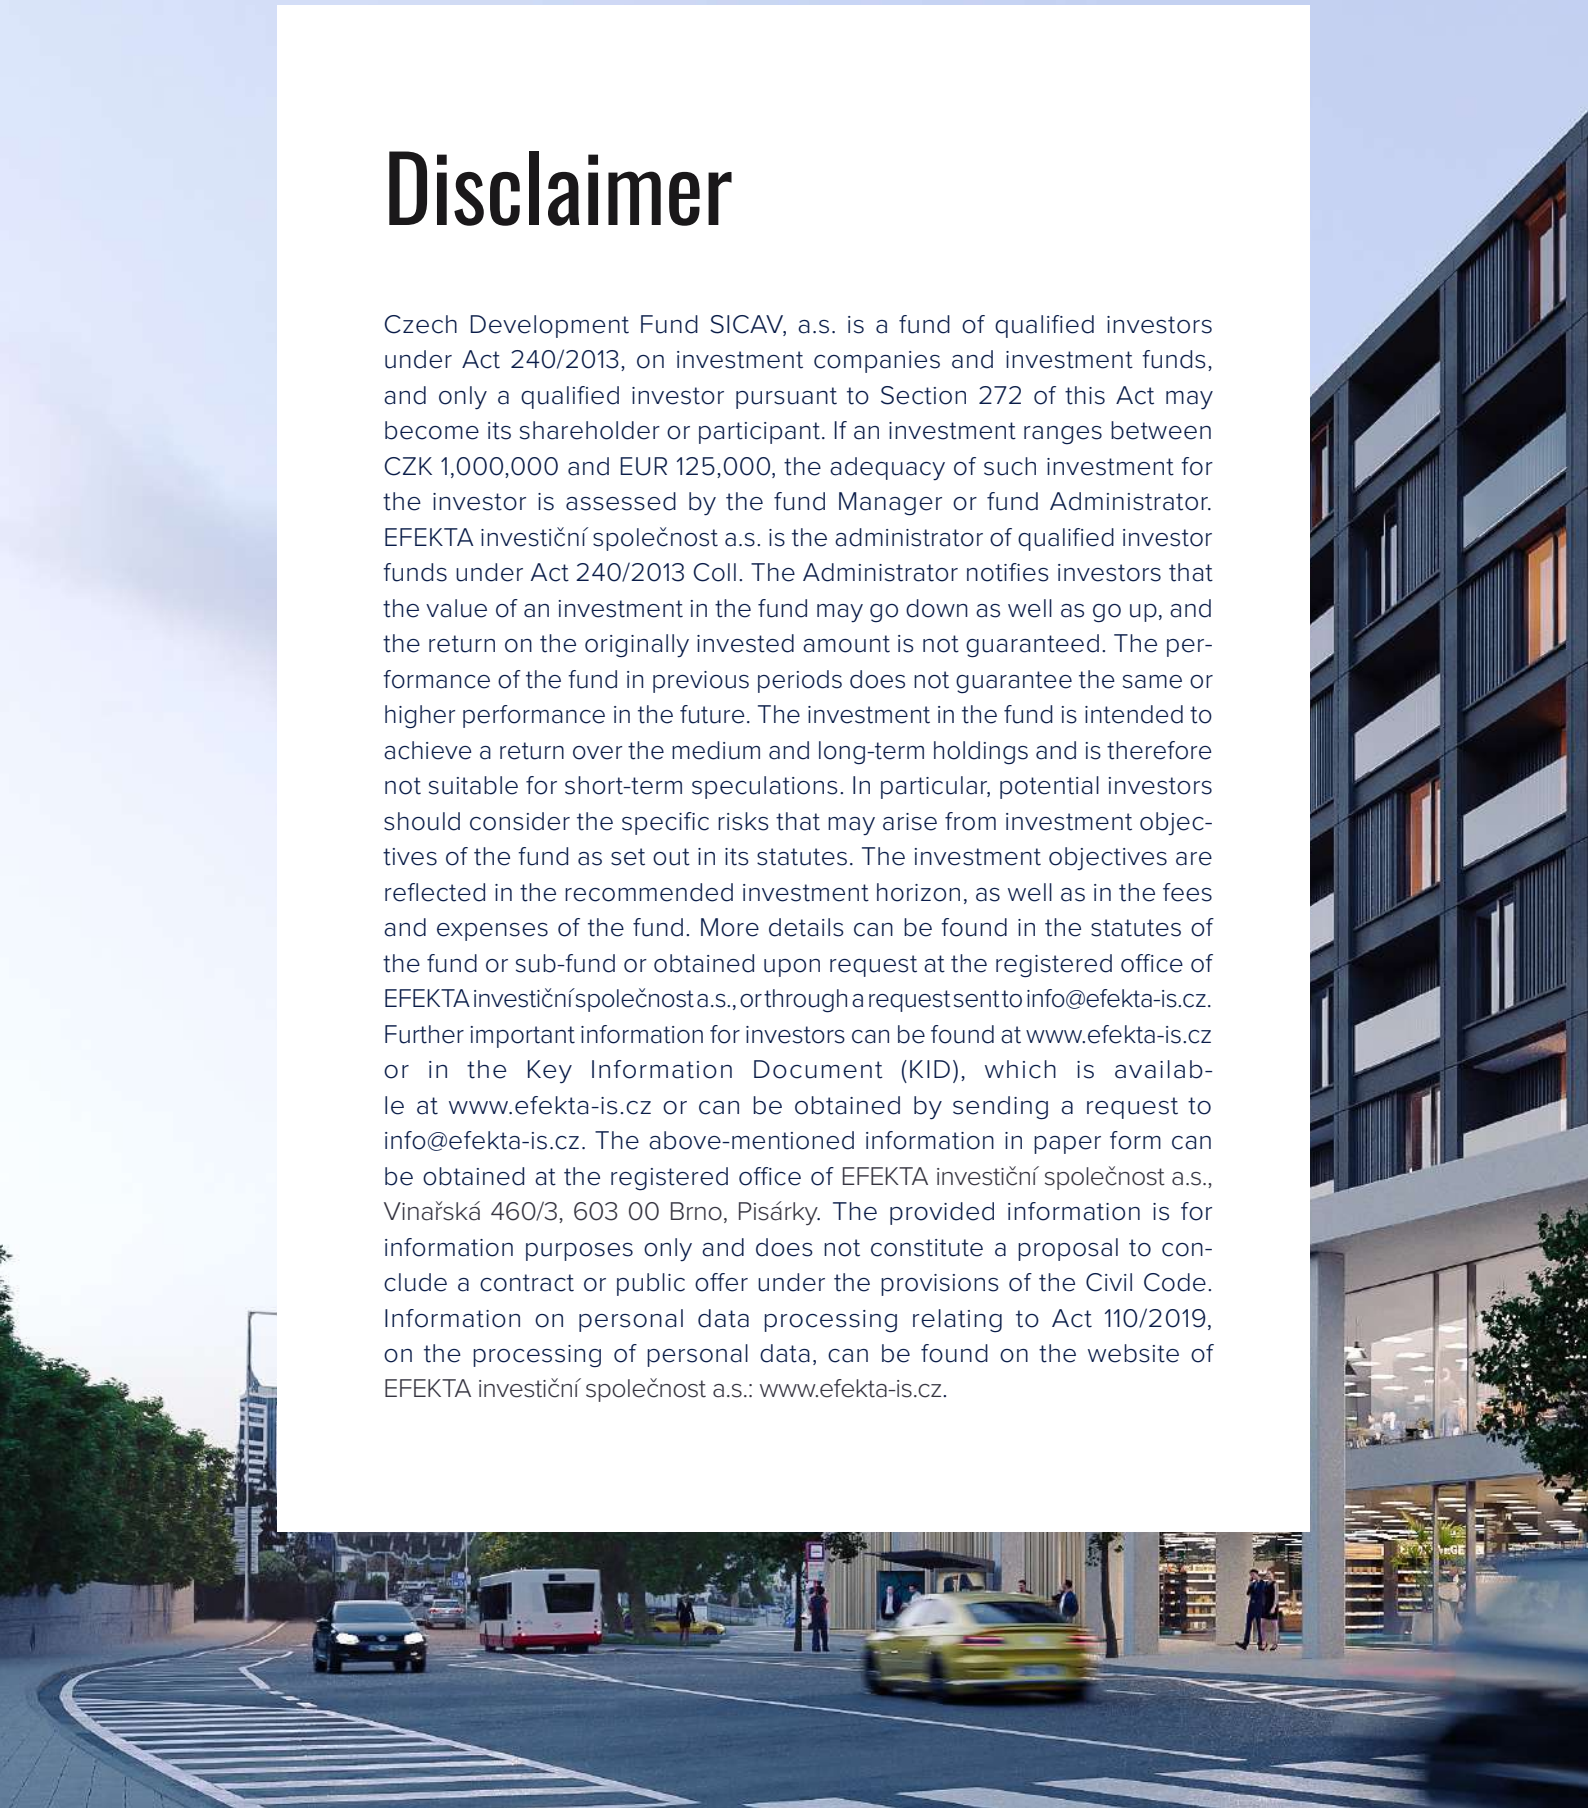 Disclaimer
Czech Development Fund SICAV, a.s. is a fund of qualified investors
under Act 240/2013, on investment companies and investment funds,
and only a qualified investor pursuant to Section 272 of this Act may
become its shareholder or participant. If an investment ranges between
CZK 1,000,000 and EUR 125,000, the adequacy of such investment for
the investor is assessed by the fund Manager or fund Administrator.
EFEKTA investiční společnost a.s. is the administrator of qualified investor
funds under Act 240/2013 Coll. The Administrator notifies investors that
the value of an investment in the fund may go down as well as go up, and
the return on the originally invested amount is not guaranteed. The per-
formance of the fund in previous periods does not guarantee the same or
higher performance in the future. The investment in the fund is intended to
achieve a return over the medium and long-term holdings and is therefore
not suitable for short-term speculations. In particular, potential investors
should consider the specific risks that may arise from investment objec-
tives of the fund as set out in its statutes. The investment objectives are
reflected in the recommended investment horizon, as well as in the fees
and expenses of the fund. More details can be found in the statutes of
the fund or sub-fund or obtained upon request at the registered office of
EFEKTA investiční společnost a.s., or through a request sent to info@efekta-is.cz.
Further important information for investors can be found at www.efekta-is.cz
or in the Key Information Document (KID), which is availab-
le at www.efekta-is.cz or can be obtained by sending a request to
info@efekta-is.cz. The above-mentioned information in paper form can
be obtained at the registered office of EFEKTA investiční společnost a.s.,
Vinařská 460/3, 603 00 Brno, Pisárky. The provided information is for
information purposes only and does not constitute a proposal to con-
clude a contract or public offer under the provisions of the Civil Code.
Information on personal data processing relating to Act 110/2019,
on the processing of personal data, can be found on the website of
EFEKTA investiční společnost a.s.: www.efekta-is.cz.